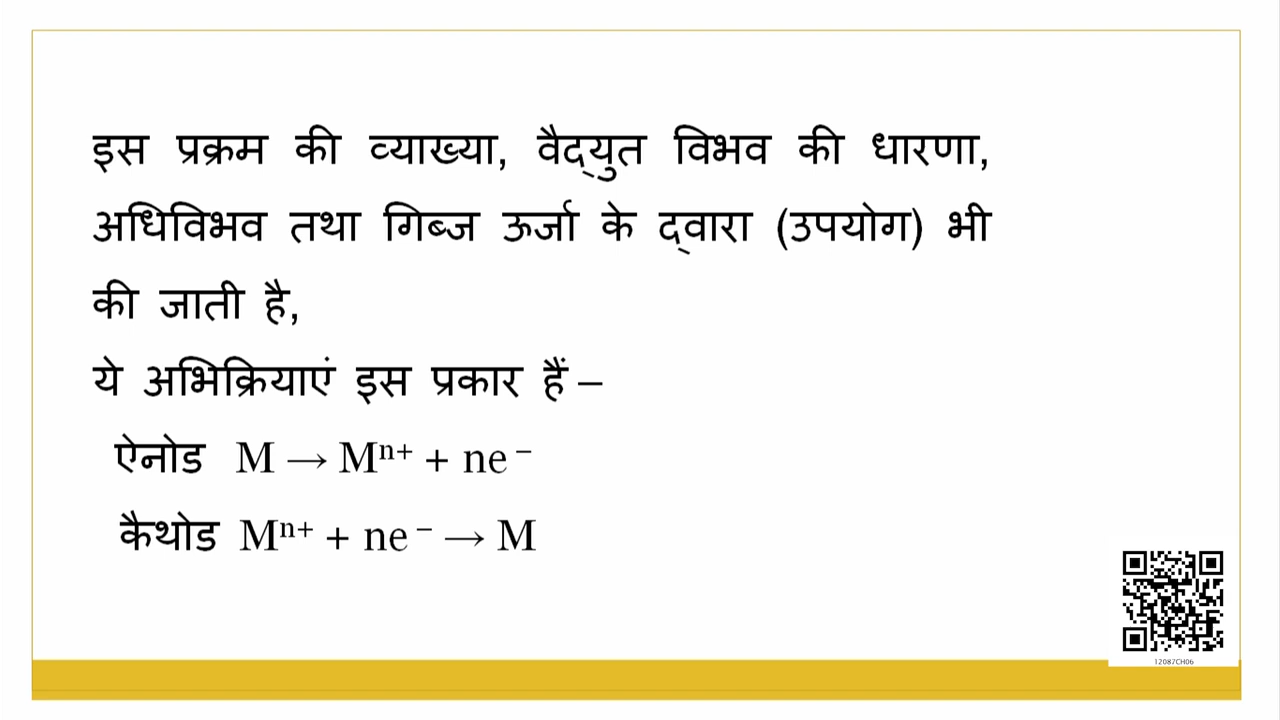 इस प्रक्रम की व्याख्या, वैद्‌युत विभव की धारणा,
अधिविभव तथा गिब्ज ऊर्जा के द्‌वारा (उपयोग) भी
की जाती है,
ये अभिक्रियाएं इस प्रकार हैं –
ऐनोड M → Mⁿ⁺ + ne⁻
कैथोड Mⁿ⁺ + ne⁻ → M
12087CH06